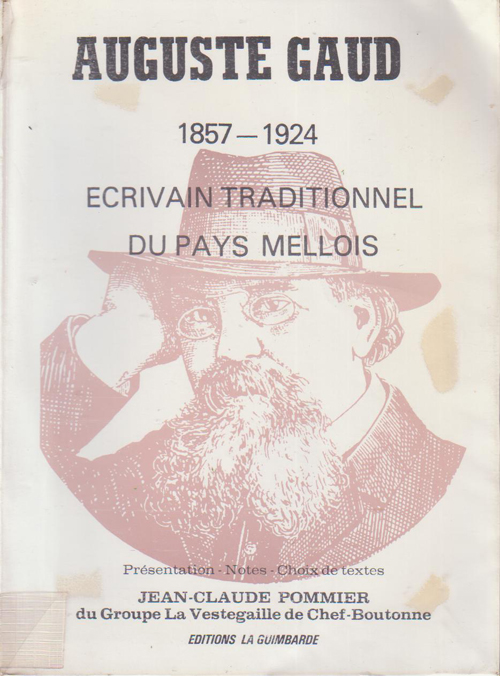 AUGUSTE GAUD
1857—1924
ECRIVAIN TRADITIONNEL
DU PAYS MELLOIS
Présentation - Notes - Choix de textes
JEAN-CLAUDE POMMIER
du Groupe La Vestegaille de Chef-Boutonne
EDITIONS LA GUIMBARDE